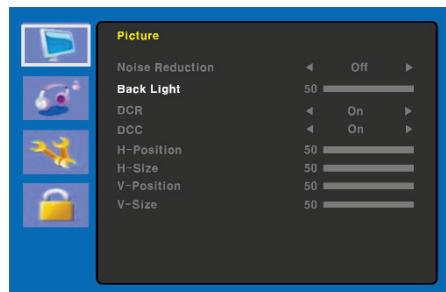 Picture
Noise Reduction Off
Back Light 50
DCR On
DCC On
H-Position 50
H-Size 50
V-Position 50
V-Size 50